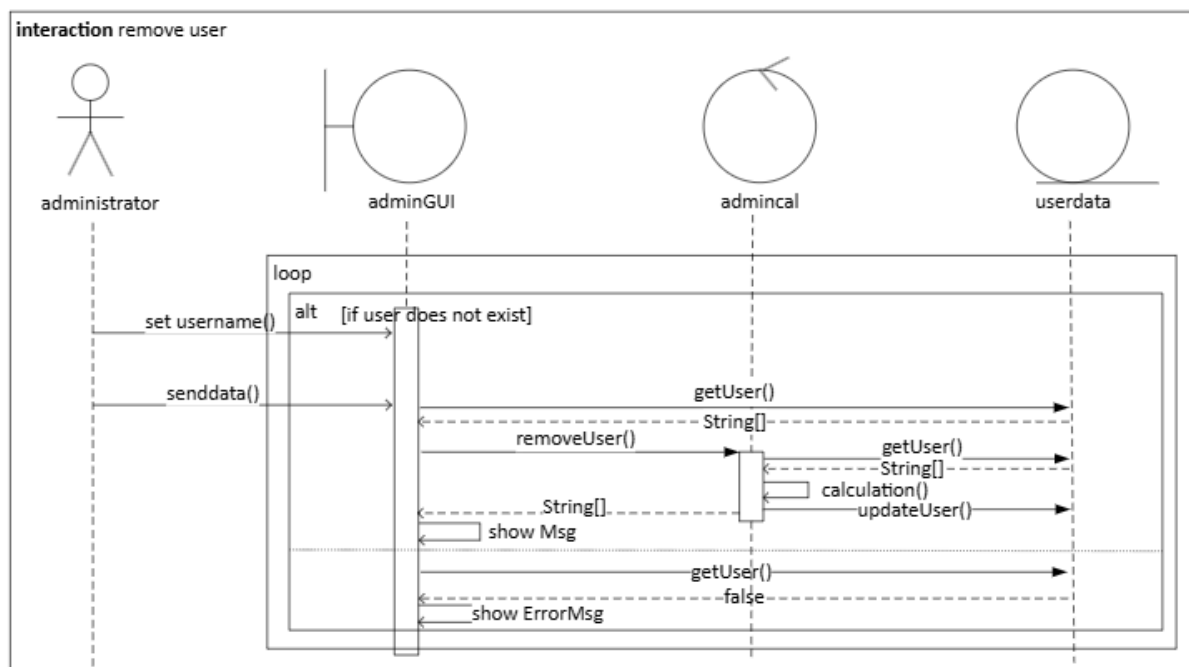 interaction remove user
administrator
adminGUI
admincal
userdata
loop
alt
[if user does not exist]
set username()
senddata()
getUser()
String[]
removeUser()
getUser()
String[]
calculation()
String[]
updateUser()
show Msg
getUser()
false
show ErrorMsg